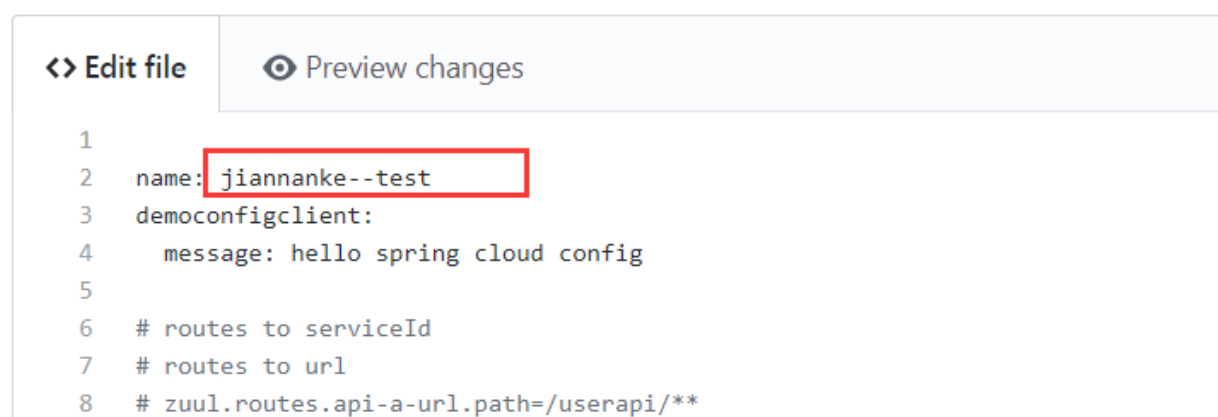 <> Edit file Preview changes
1
2 name: jiannanke--test
3 democonfigclient:
4   message: hello spring cloud config
5
6 # routes to serviceId
7 # routes to url
8 # zuul.routes.api-a-url.path=/userapi/**